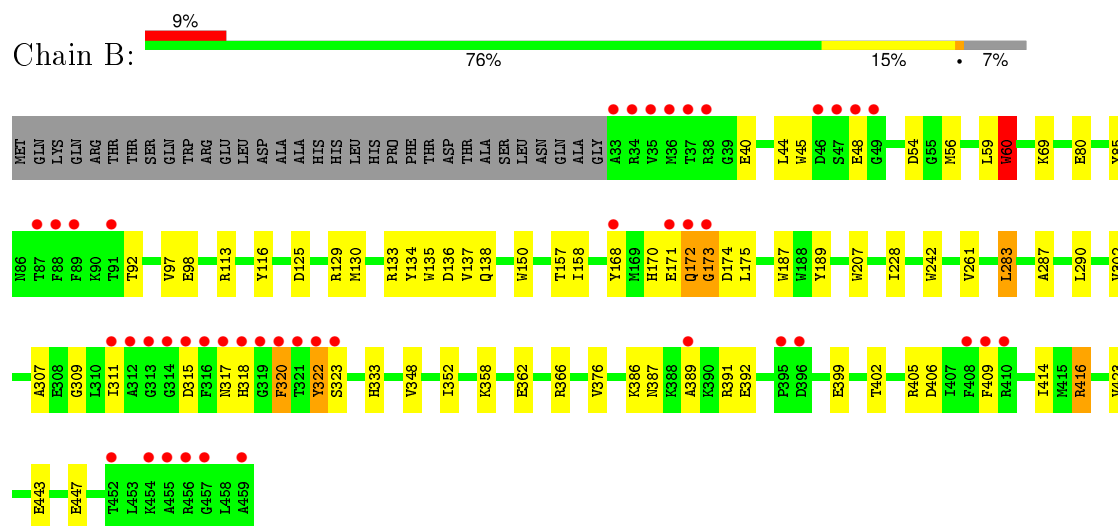 9%
Chain B:
76% 15% • 7%
MET GLN LYS GLN ARG THR THR SER GLN TRP ARG GLU LEU ASP ALA ALA HIS HIS MET LEU HIS PRO PHE THR ASP THR ALA SER LEU ASN GLN ALA GLY A33 R34 V35 M36 T37 R38 G39 E40 L44 W45 D46 S47 E48 G49 D54 G55 M56 L59 W60 K69 E80 Y85
N86 T87 F88 F89 K90 T91 T92 V97 E98 R113 Y116 D125 R129 M130 R133 Y134 W135 D136 V137 Q138 W150 T157 I158 Y168 M169 H170 E171 Q172 G173 D174 L175 W187 W188 Y189 W207 I228 W242 V261 L283 A287 L290 V302
A307 E308 G309 L310 I311 A312 G313 G314 D315 F316 N317 H318 G319 F320 T321 Y322 S323 H333 V348 I352 K358 E362 R366 V376 K386 N387 K388 A389 K390 R391 E392 P395 D396 E399 T402 R405 D406 I407 F408 F409 R410 I414 M415 R416
E443 E447 T452 L453 K454 A455 R456 G457 L458 A459